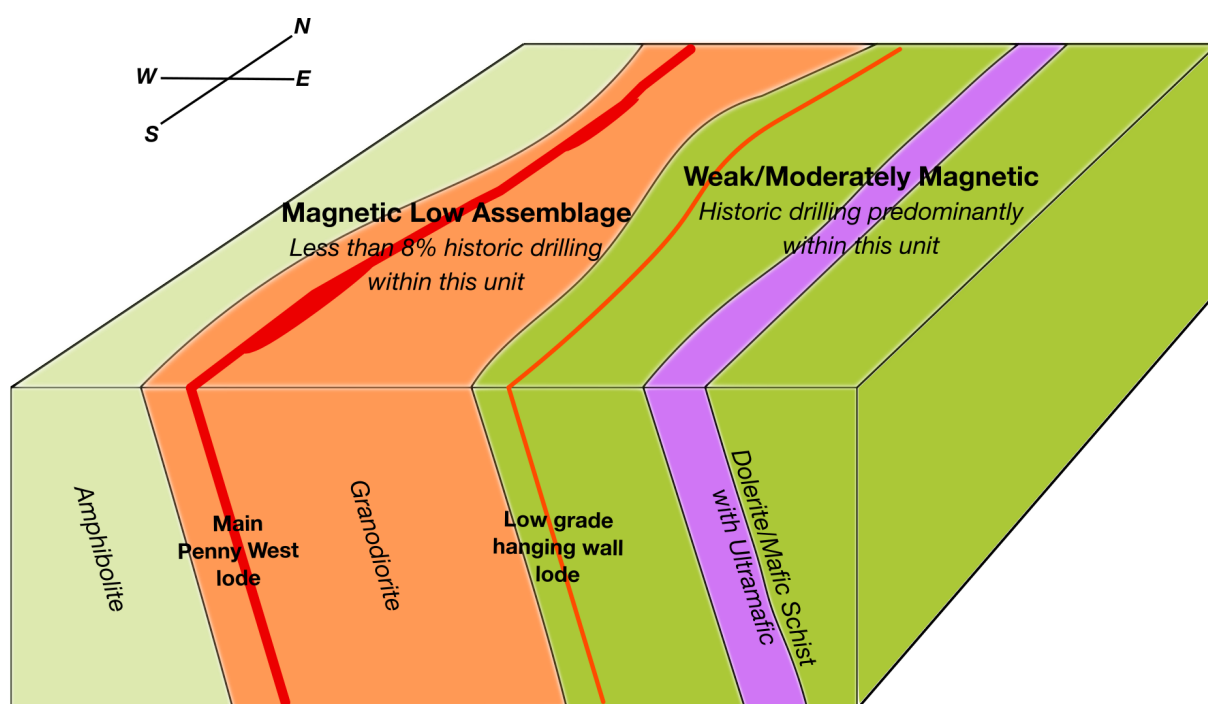 N
W
E
S
Weak/Moderately Magnetic
Historic drilling predominantly
within this unit
Magnetic Low Assemblage
Less than 8% historic drilling
within this unit
Amphibolite
Main
Penny West
lode
Granodiorite
Low grade
hanging wall
lode
Dolerite/Mafic Schist
with Ultramafic